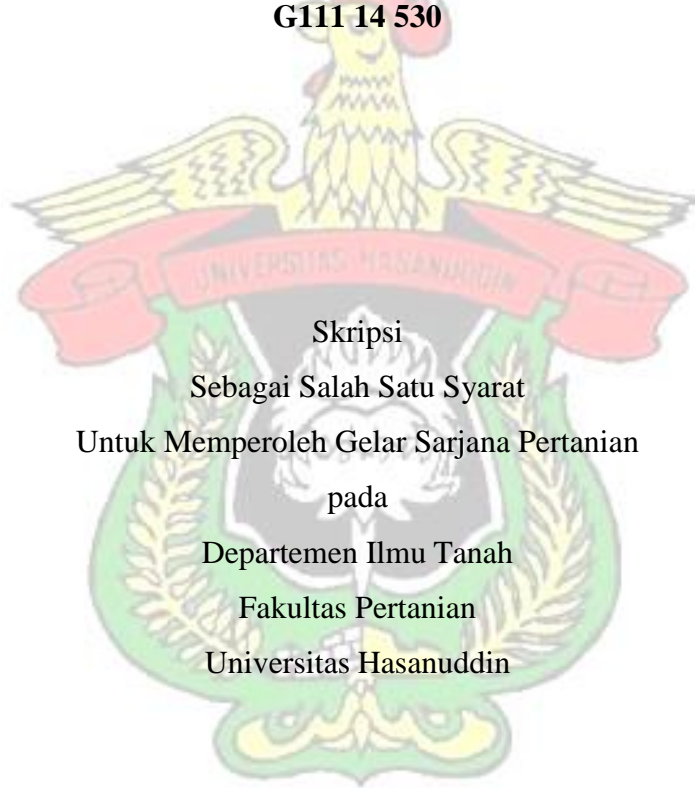 G111 14 530
UNIVERSITAS HASANUDDIN
Skripsi
Sebagai Salah Satu Syarat
Untuk Memperoleh Gelar Sarjana Pertanian
pada
Departemen Ilmu Tanah
Fakultas Pertanian
Universitas Hasanuddin